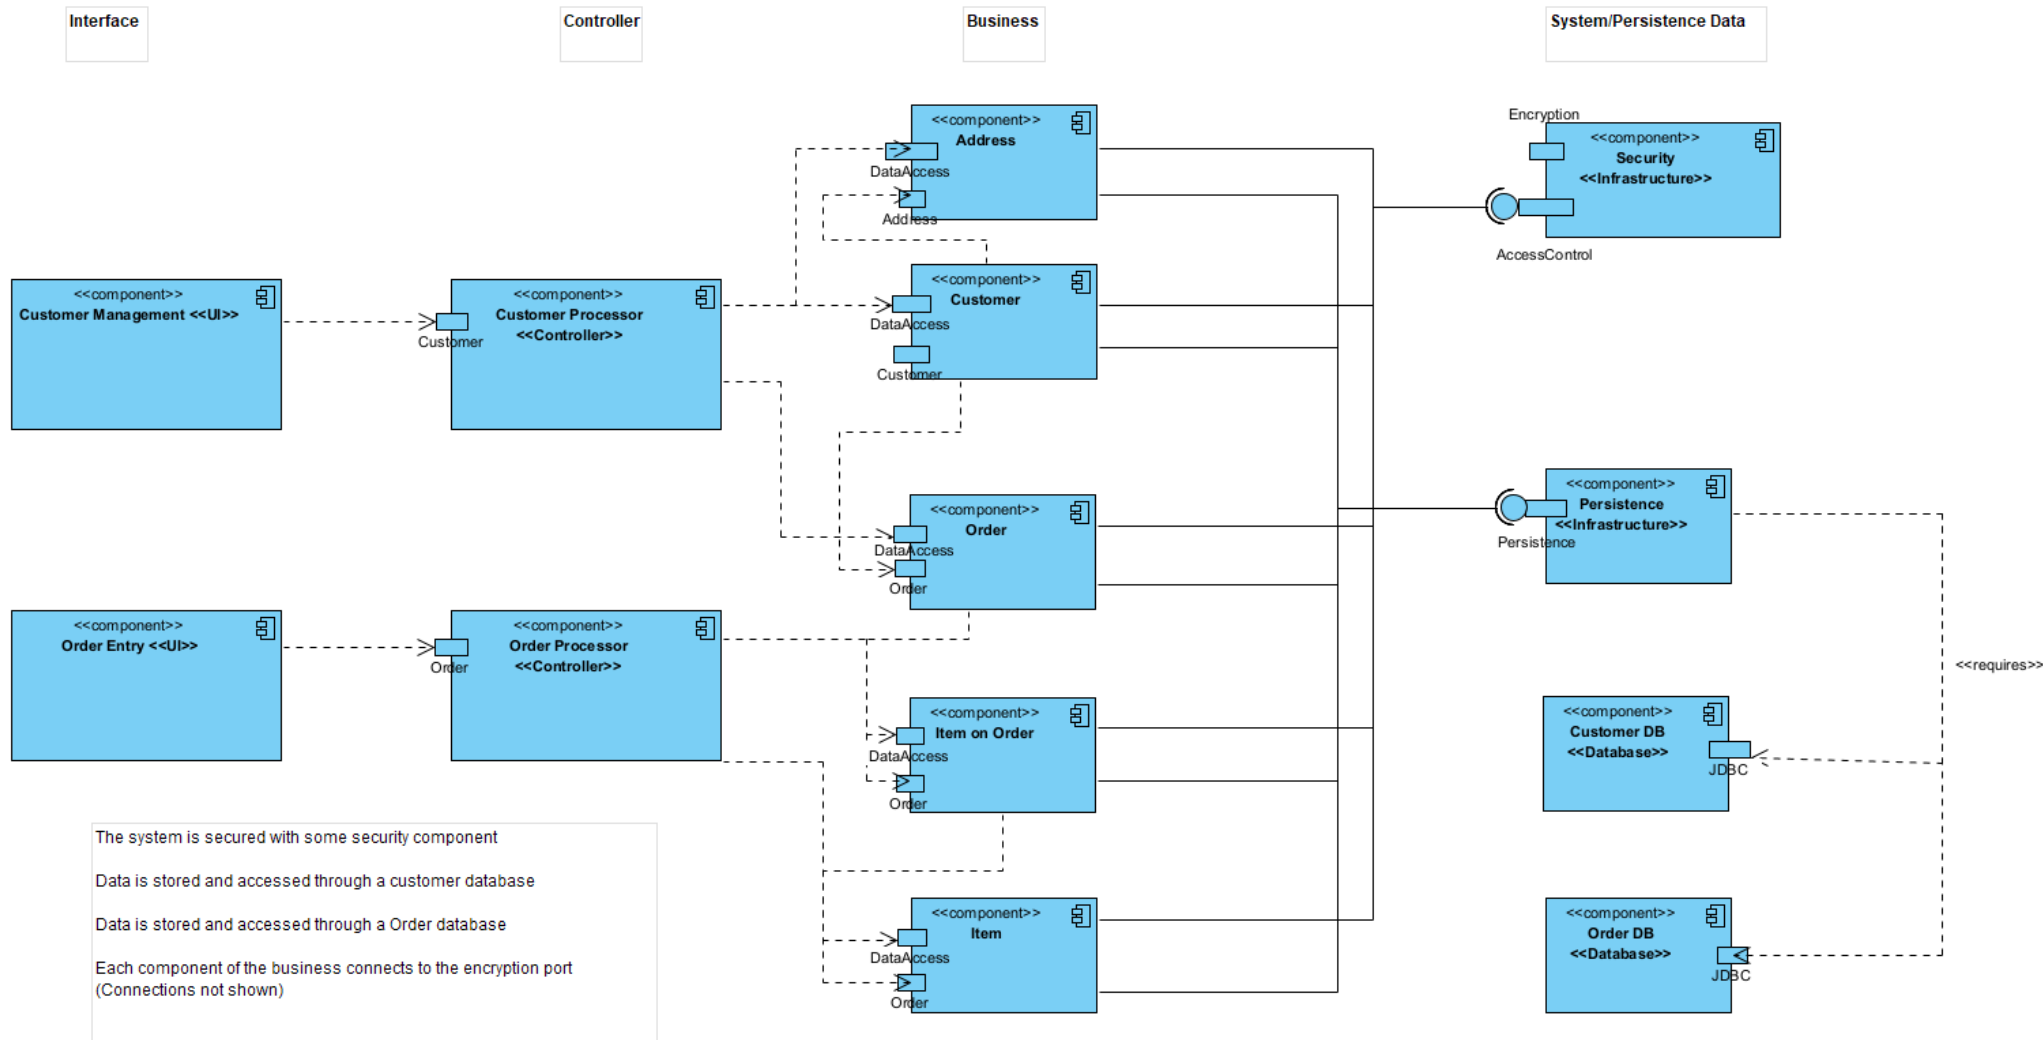 Interface
Controller
Business
System/Persistence Data
<<component>>
Address
DataAccess
Address
Encryption
<<component>>
Security
<<Infrastructure>>
AccessControl
<<component>>
Customer Management <<UI>>
Customer
<<component>>
Customer Processor
<<Controller>>
<<component>>
Customer
DataAccess
Customer
<<component>>
Order
DataAccess
Order
<<component>>
Persistence
<<Infrastructure>>
Persistence
<<requires>>
<<component>>
Order Entry <<UI>>
Order
<<component>>
Order Processor
<<Controller>>
<<component>>
Item on Order
DataAccess
Order
<<component>>
Customer DB
<<Database>>
JDBC
<<component>>
Item
DataAccess
Order
<<component>>
Order DB
<<Database>>
JDBC
The system is secured with some security component
Data is stored and accessed through a customer database
Data is stored and accessed through a Order database
Each component of the business connects to the encryption port
(Connections not shown)